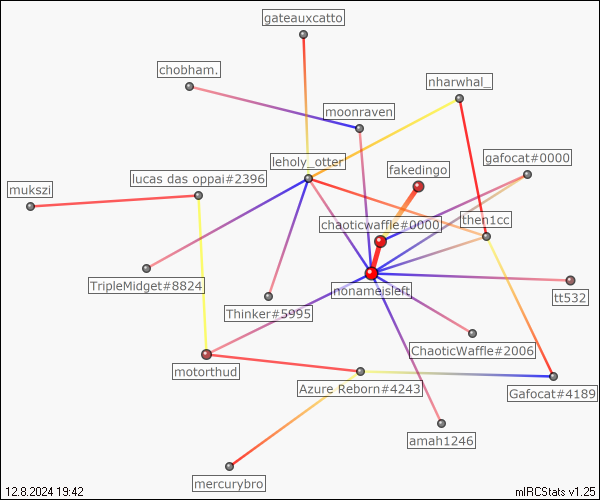 gateauxcatto
chobham.
nharwhal_
moonraven
leholy_otter
gafocat#0000
fakedingo
lucas das oppai#2396
mukszi
chaoticwaffle#0000
then1cc
TripleMidget#8824
nonameisleft
tt532
Thinker#5995
ChaoticWaffle#2006
motorthud
Azure Reborn#4243
Gafocat#4189
amah1246
mercurybro
12.8.2024 19:42
mIRCStats v1.25